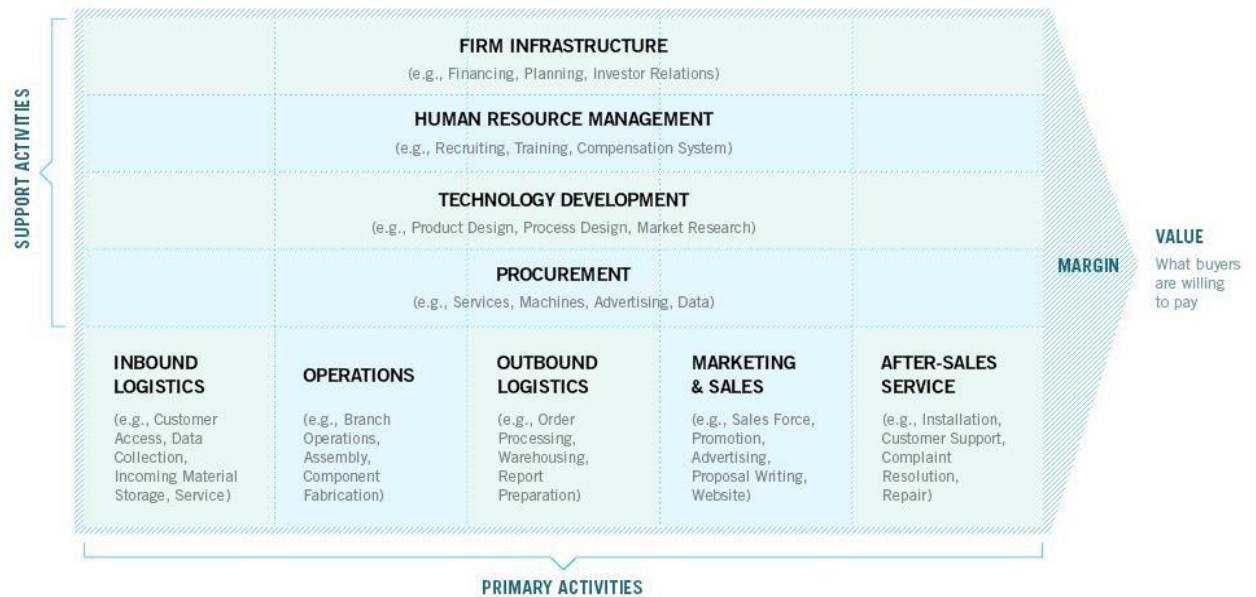 SUPPORT ACTIVITIES
FIRM INFRASTRUCTURE
(e.g., Financing, Planning, Investor Relations)
HUMAN RESOURCE MANAGEMENT
(e.g., Recruiting, Training, Compensation System)
TECHNOLOGY DEVELOPMENT
(e.g., Product Design, Process Design, Market Research)
PROCUREMENT
(e.g., Services, Machines, Advertising, Data)
INBOUND
LOGISTICS
(e.g., Customer
Access, Data
Collection,
Incoming Material
Storage, Service)
OPERATIONS
(e.g., Branch
Operations,
Assembly,
Component
Fabrication)
OUTBOUND
LOGISTICS
(e.g., Order
Processing,
Warehousing,
Report
Preparation)
MARKETING
& SALES
(e.g., Sales Force,
Promotion,
Advertising,
Proposal Writing,
Website)
AFTER-SALES
SERVICE
(e.g., Installation,
Customer Support,
Complaint
Resolution,
Repair)
MARGIN
VALUE
What buyers
are willing
to pay
PRIMARY ACTIVITIES